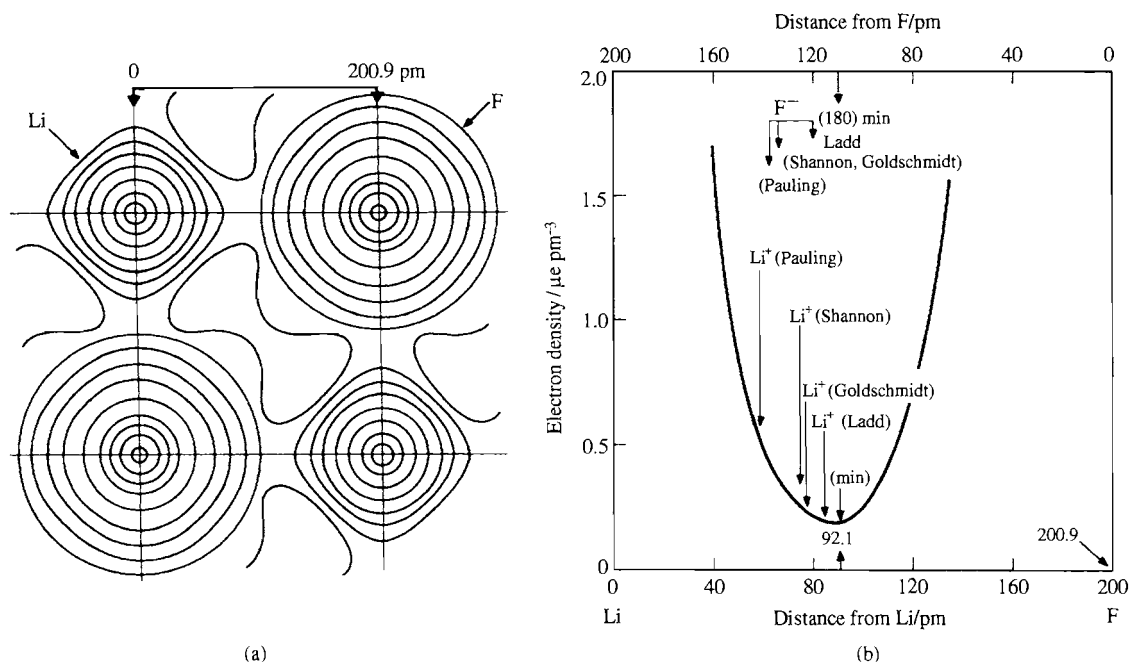 0
200.9 pm
Li
F
(a)
Distance from F/pm
200 160 120 80 40 0
2.0
1.5
1.0
0.5
0
Electron density / μe pm⁻³
F⁻
(180) min
Ladd
(Shannon, Goldschmidt)
(Pauling)
Li⁺ (Pauling)
Li⁺ (Shannon)
Li⁺ (Goldschmidt)
Li⁺ (Ladd)
(min)
92.1
200.9
0 40 80 120 160 200
Li Distance from Li/pm F
(b)